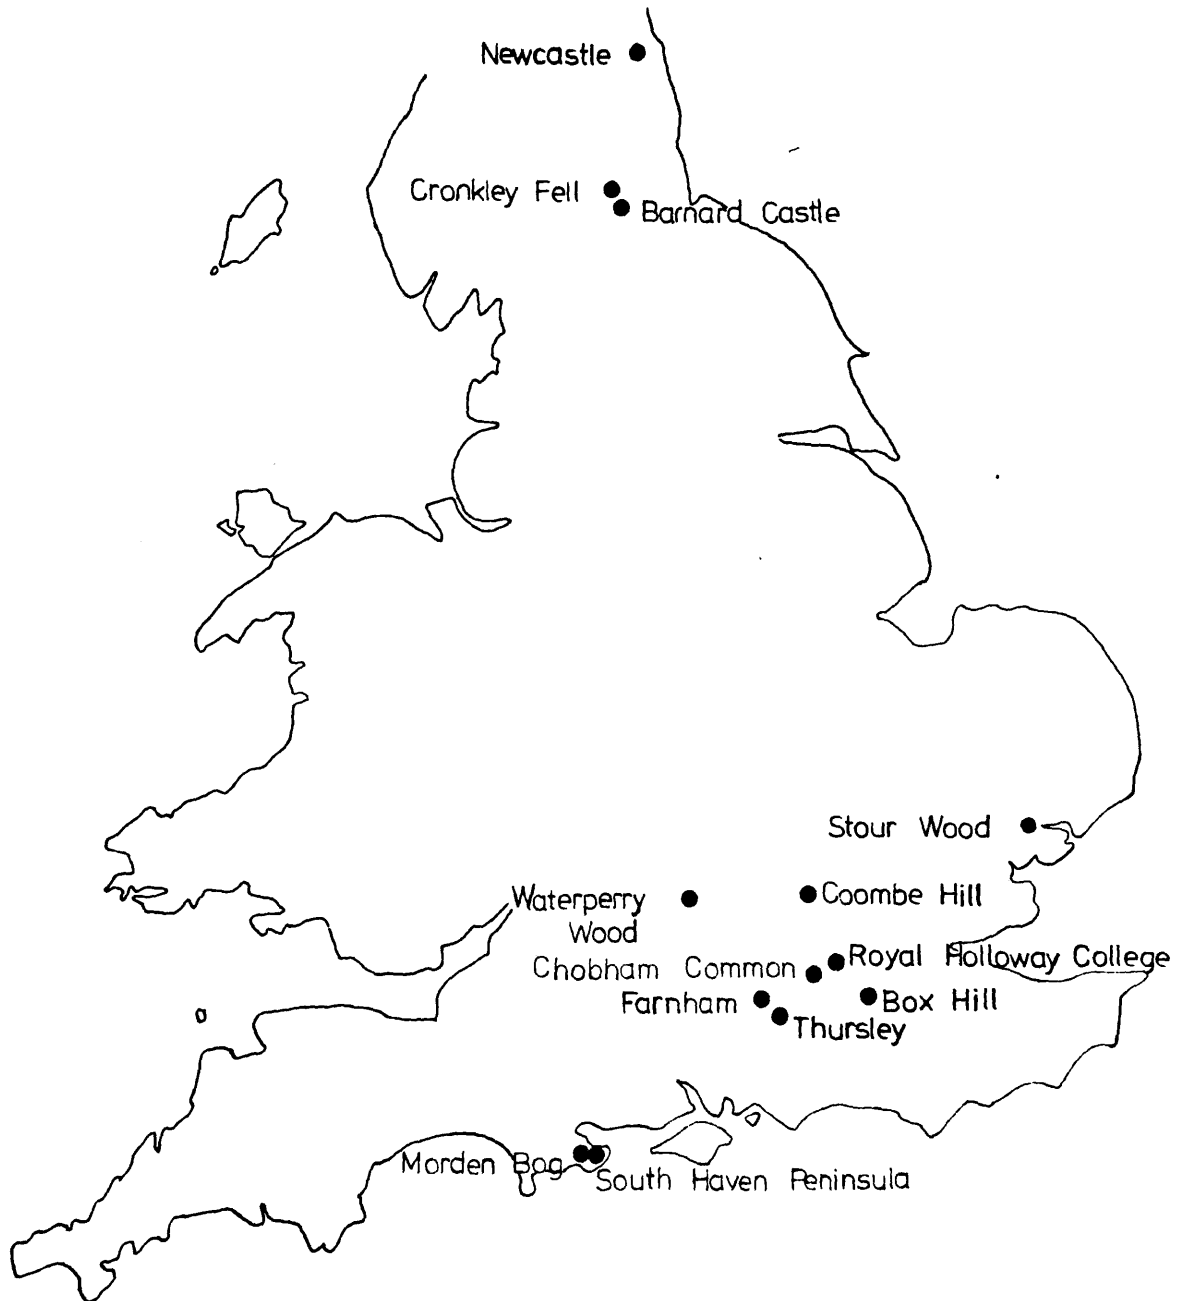 Newcastle
Cronkley Fell
Barnard Castle
Stour Wood
Waterperry
Wood
Coombe Hill
Royal Holloway College
Chobham Common
Farnham
Box Hill
Thursley
Morden Bog
South Haven Peninsula